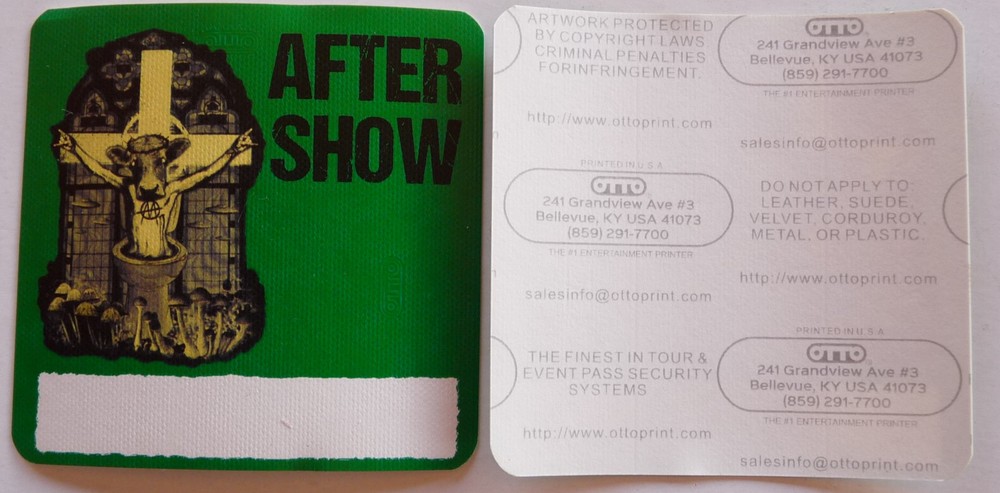 AFTER
SHOW
ARTWORK PROTECTED
BY COPYRIGHT LAWS
CRIMINAL PENALTIES
FORINFRINGEMENT.
OTTO
241 Grandview Ave #3
Bellevue, KY USA 41073
(859) 291-7700
THE #1 ENTERTAINMENT PRINTER
http://www.ottoprint.com
salesinfo@ottoprint.com
PRINTED IN U S A
OTTO
241 Grandview Ave #3
Bellevue, KY USA 41073
(859) 291-7700
THE #1 ENTERTAINMENT PRINTER
DO NOT APPLY TO:
LEATHER, SUEDE,
VELVET, CORDUROY,
METAL, OR PLASTIC.
http://www.ottoprint.com
salesinfo@ottoprint.com
THE FINEST IN TOUR &
EVENT PASS SECURITY
SYSTEMS
PRINTED IN U S A
OTTO
241 Grandview Ave #3
Bellevue, KY USA 41073
(859) 291-7700
THE #1 ENTERTAINMENT PRINTER
http://www.ottoprint.com
salesinfo@ottoprint.com